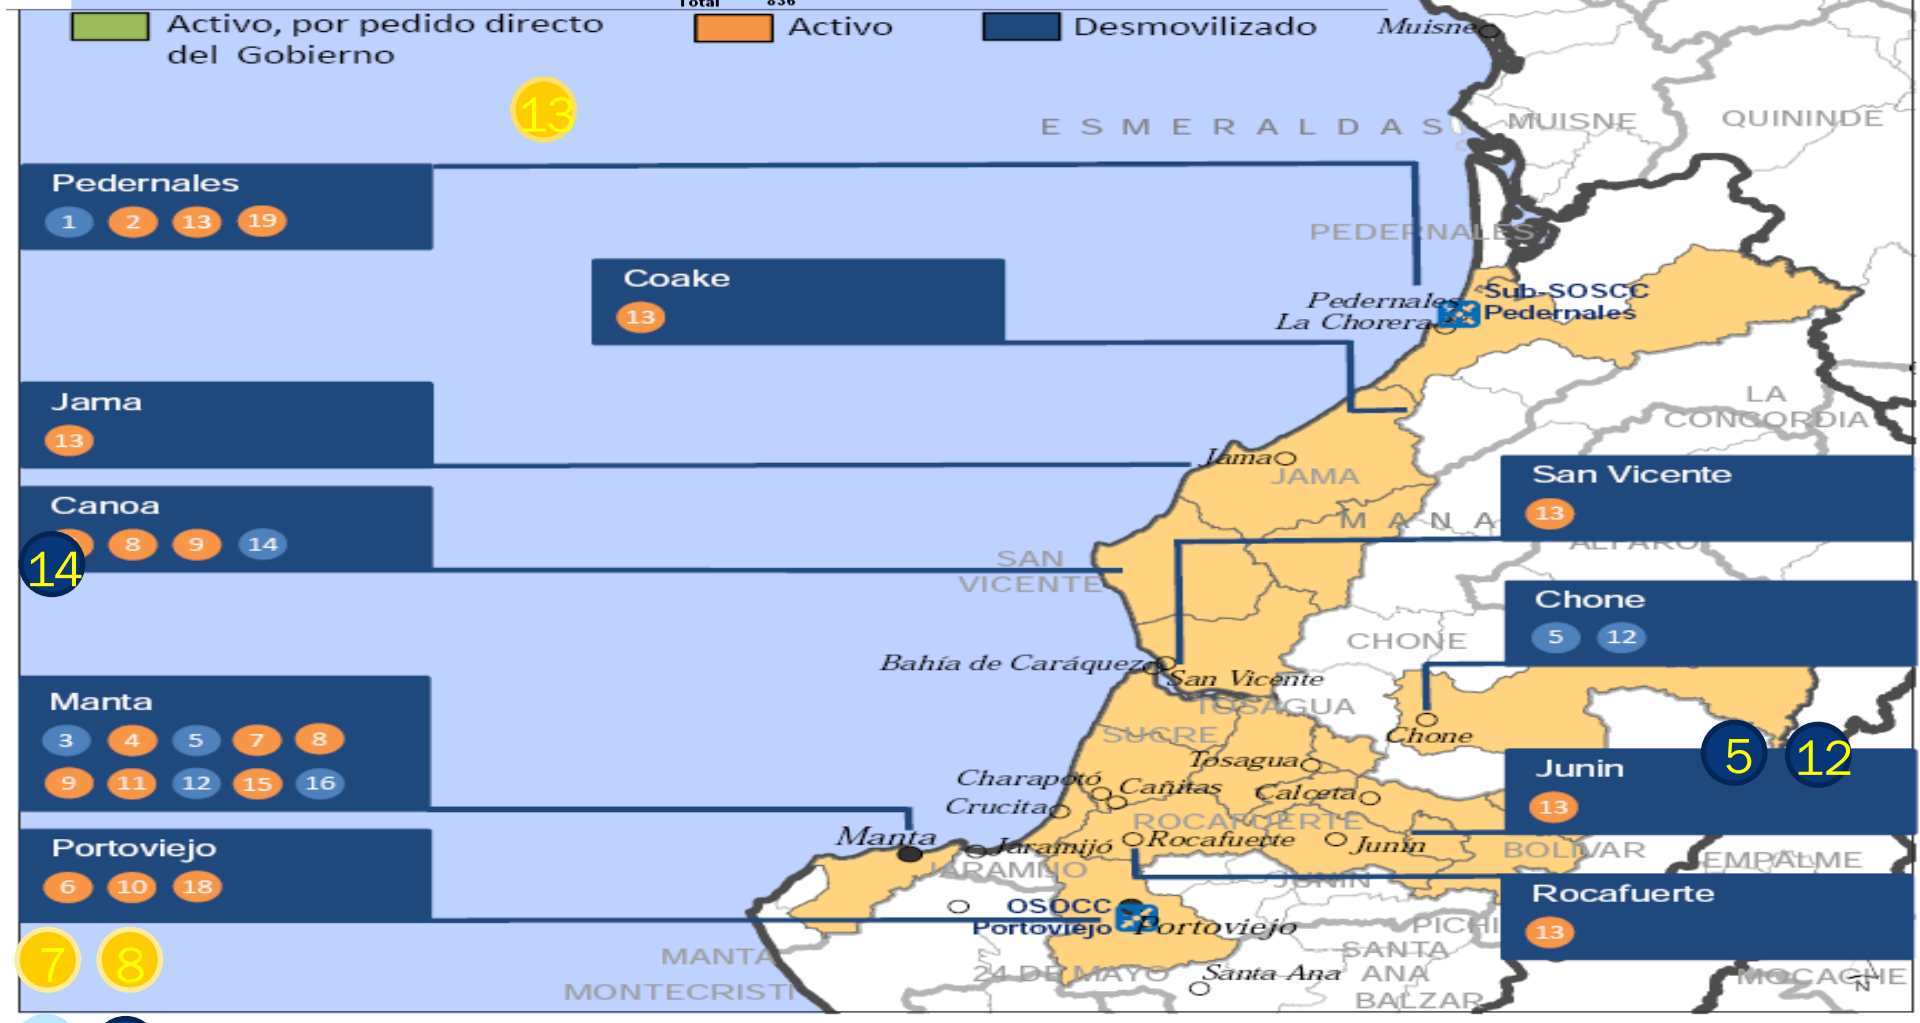 Total 836
Activo, por pedido directo
del Gobierno
Activo
Desmovilizado
Muisne
13
ESMERALDAS
MUISNE
QUININDE
Pedernales
1 2 13 19
PEDERNALES
Coake
13
Sub-SOSCC
Pedernales
Pedernales
La Chorera
LA
CONCORDIA
Jama
13
Jama
JAMA
San Vicente
13
MANA
Canoa
8 9 14
14
SAN
VICENTE
ALFARO
Chone
5 12
CHONE
Bahía de Caráquez
San Vicente
TOSAGUA
Manta
3 4 5 7 8
9 11 12 15 16
SUCRE
Chone
5 12
Tosagua
Junin
13
Charapotó
Cañitas
Calceta
Crucita
ROCAFUERTE
Manta
Jaramijó
Rocafuerte
Junín
BOLIVAR
EMPALME
Portoviejo
6 10 18
JARAMIJO
JUNIN
Rocafuerte
13
OSOCC
Portoviejo
Portoviejo
PICHI
7 8
MANTA
MONTECRISTI
24 DE MAYO
Santa Ana
SANTA
ANA
BALZAR
MOCACHE
N